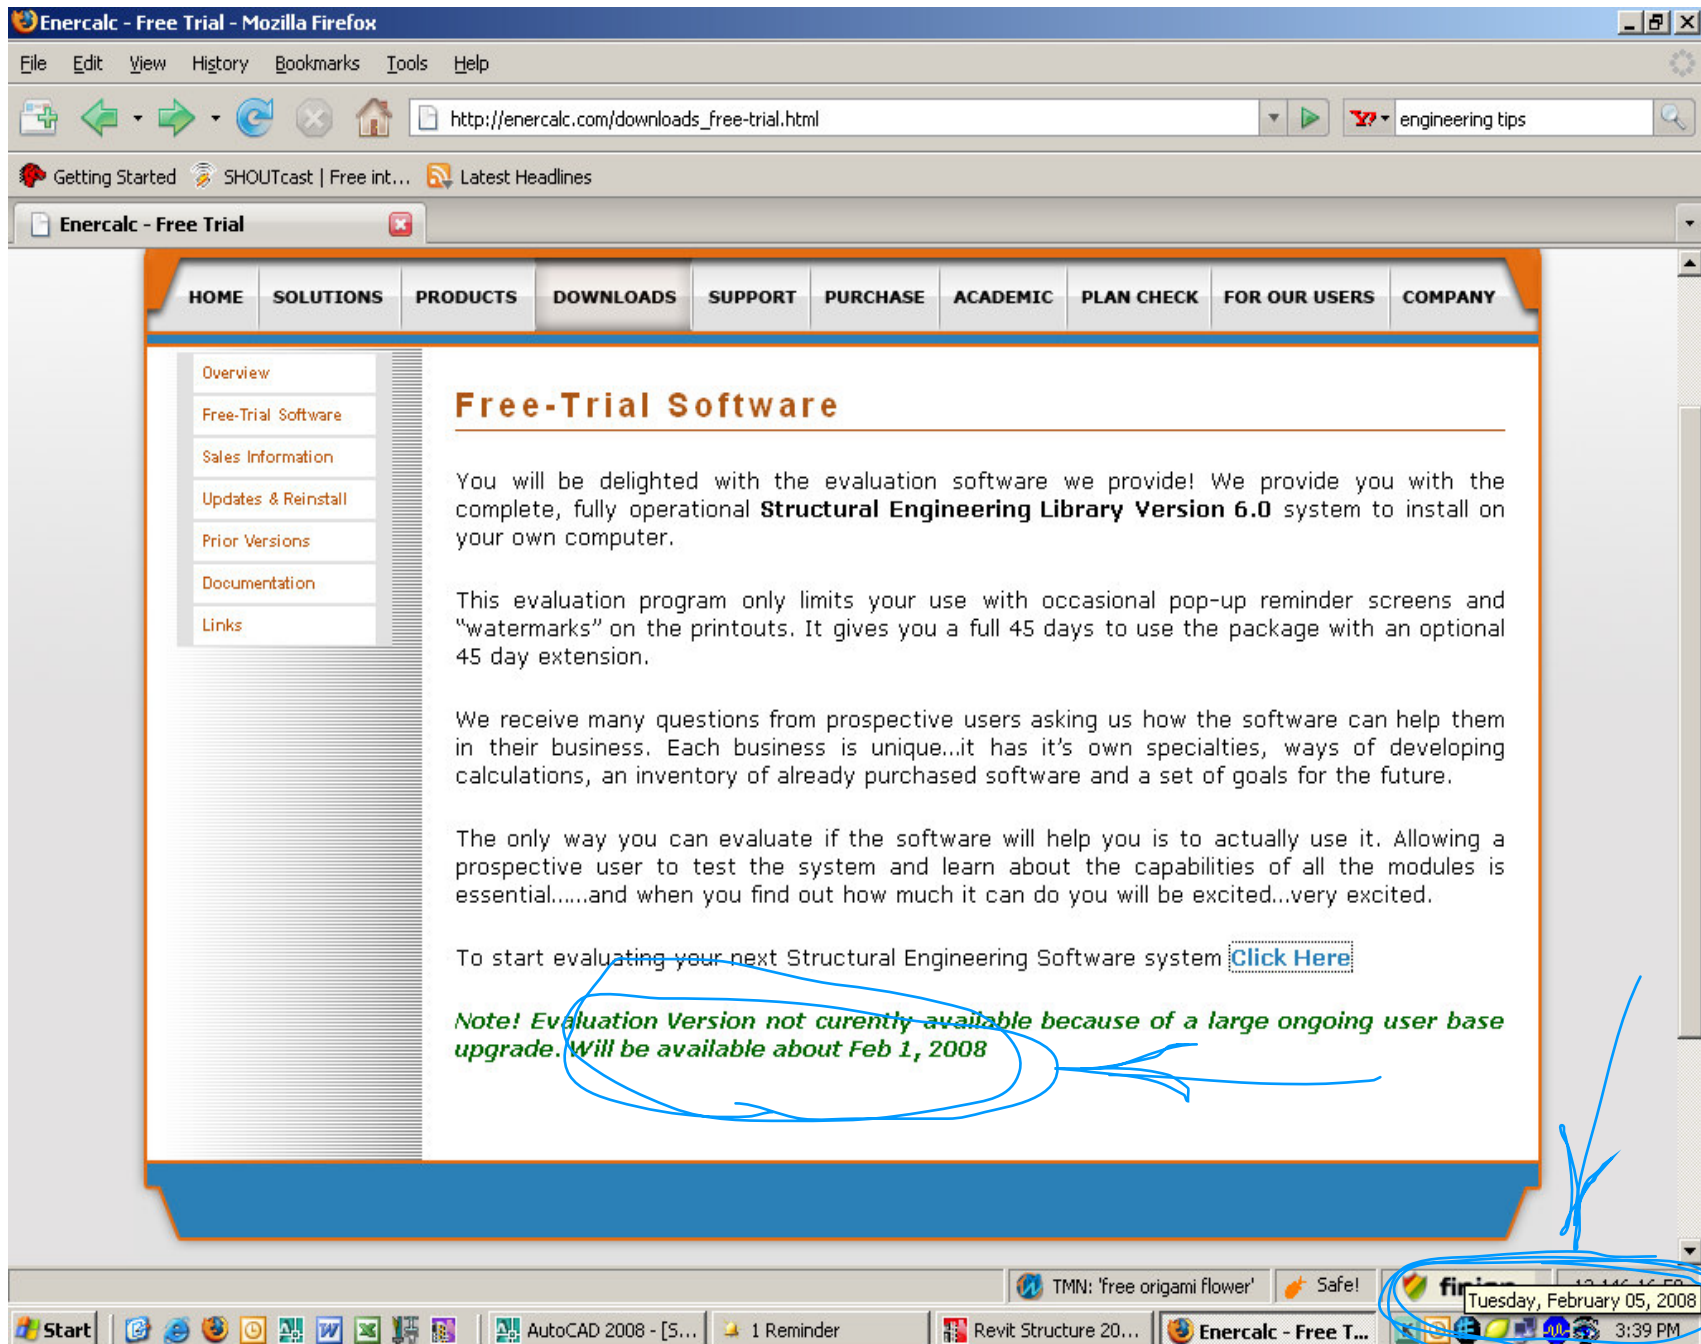 Enercalc - Free Trial - Mozilla Firefox
File Edit View History Bookmarks Tools Help
http://enercalc.com/downloads_free-trial.html engineering tips
Getting Started SHOUTcast | Free int... Latest Headlines
Enercalc - Free Trial
HOME SOLUTIONS PRODUCTS DOWNLOADS SUPPORT PURCHASE ACADEMIC PLAN CHECK FOR OUR USERS COMPANY
Overview
Free-Trial Software
Sales Information
Updates & Reinstall
Prior Versions
Documentation
Links
Free-Trial Software
You will be delighted with the evaluation software we provide! We provide you with the
complete, fully operational Structural Engineering Library Version 6.0 system to install on
your own computer.
This evaluation program only limits your use with occasional pop-up reminder screens and
"watermarks" on the printouts. It gives you a full 45 days to use the package with an optional
45 day extension.
We receive many questions from prospective users asking us how the software can help them
in their business. Each business is unique...it has it's own specialties, ways of developing
calculations, an inventory of already purchased software and a set of goals for the future.
The only way you can evaluate if the software will help you is to actually use it. Allowing a
prospective user to test the system and learn about the capabilities of all the modules is
essential......and when you find out how much it can do you will be excited...very excited.
To start evaluating your next Structural Engineering Software system Click Here
Note! Evaluation Version not curently available because of a large ongoing user base
upgrade. Will be available about Feb 1, 2008
TMN: 'free origami flower' Safe!
Tuesday, February 05, 2008
Start AutoCAD 2008 - [S... 1 Reminder Revit Structure 20... Enercalc - Free T... 3:39 PM